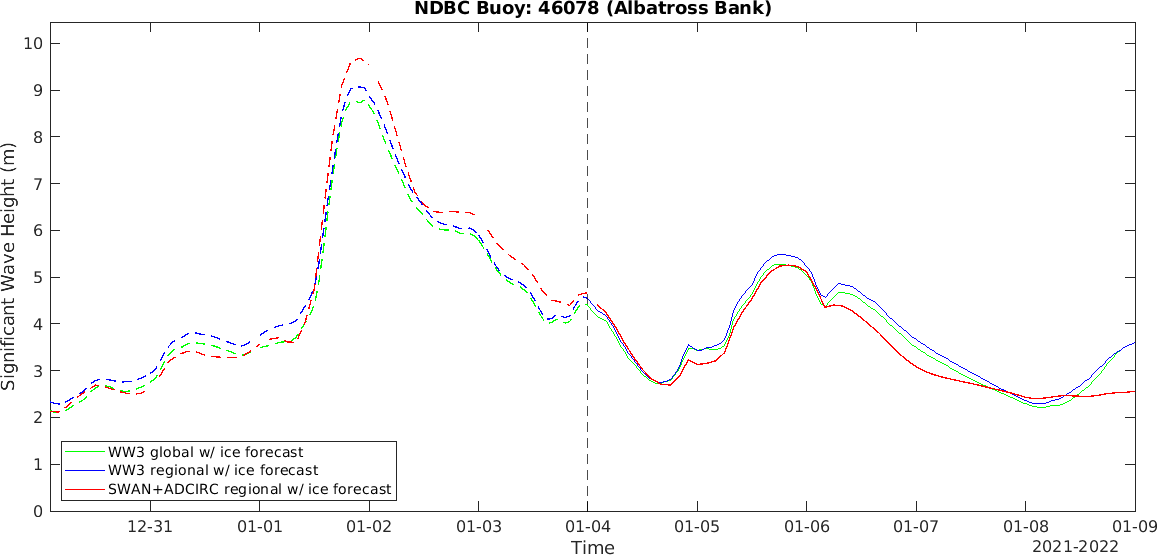 NDBC Buoy: 46078 (Albatross Bank)
10
9
8
7
6
5
4
3
2
1
0
Significant Wave Height (m)
WW3 global w/ ice forecast
WW3 regional w/ ice forecast
SWAN+ADCIRC regional w/ ice forecast
12-31 01-01 01-02 01-03 01-04 01-05 01-06 01-07 01-08 01-09
Time
2021-2022